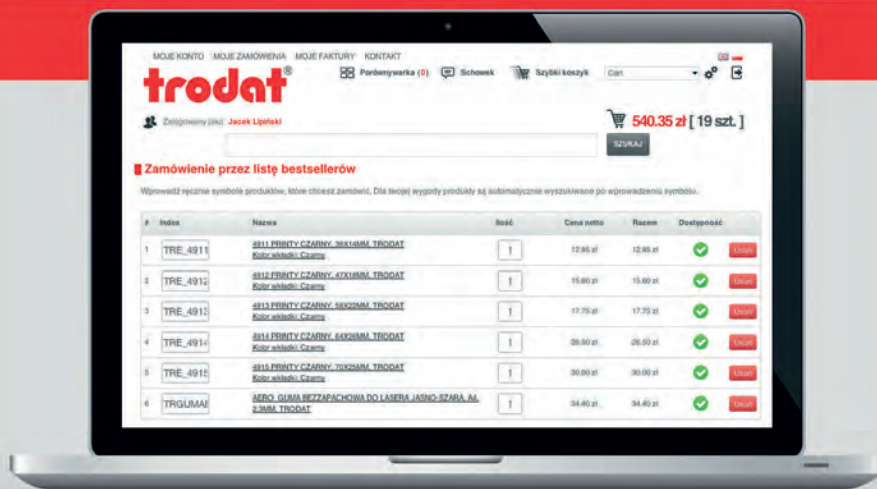 MOJE KONTO MOJE ZAMÓWIENIA MOJE FAKTURY KONTAKT
trodat®
Porównywarka (0) Schowek Szybki koszyk Cart
Zalogowany jako: Jacek Lipiński
540.35 zł [ 19 szt. ]
SZUKAJ
Zamówienie przez listę bestsellerów
Wprowadź ręcznie symbole produktów, które chcesz zamówić. Dla twojej wygody produkty są automatycznie wyszukiwane po wprowadzeniu symbolu.
# Index Nazwa Ilość Cena netto Razem Dostępność
1 TRE_4911 4911 PRINTY CZARNY, 38X14MM, TRODAT 1 12.85 zł 12.85 zł Usuń
Kolor wkładki: Czarny
2 TRE_4912 4912 PRINTY CZARNY, 47X18MM, TRODAT 1 15.60 zł 15.60 zł Usuń
Kolor wkładki: Czarny
3 TRE_4913 4913 PRINTY CZARNY, 58X22MM, TRODAT 1 17.75 zł 17.75 zł Usuń
Kolor wkładki: Czarny
4 TRE_4914 4914 PRINTY CZARNY, 64X26MM, TRODAT 1 Usuń
Kolor wkładki: Czarny
5 TRE_4915 4915 PRINTY CZARNY, 70X25MM, TRODAT 1 30.00 zł 30.00 zł Usuń
Kolor wkładki: Czarny
6 TRGUMA AERO GUMA BEZZAPACHOWA DO LASERA JASNO-SZARA, A4, 1 34.40 zł 34.40 zł Usuń
2.3MM, TRODAT